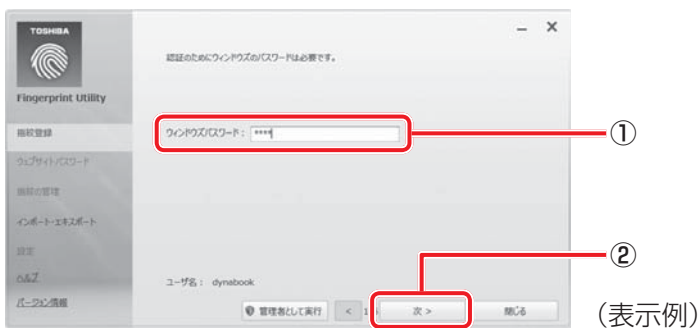 TOSHIBA
Fingerprint Utility
指紋登録
ウェブサイトパスワード
指紋の管理
インポート・エキスポート
設定
ヘルプ
バージョン情報
認証のためにウィンドウズのパスワードは必要です。
ウィンドウズパスワード： ****
①
ユーザ名： dynabook
②
管理者として実行 < 1 次 > 閉じる
（表示例）